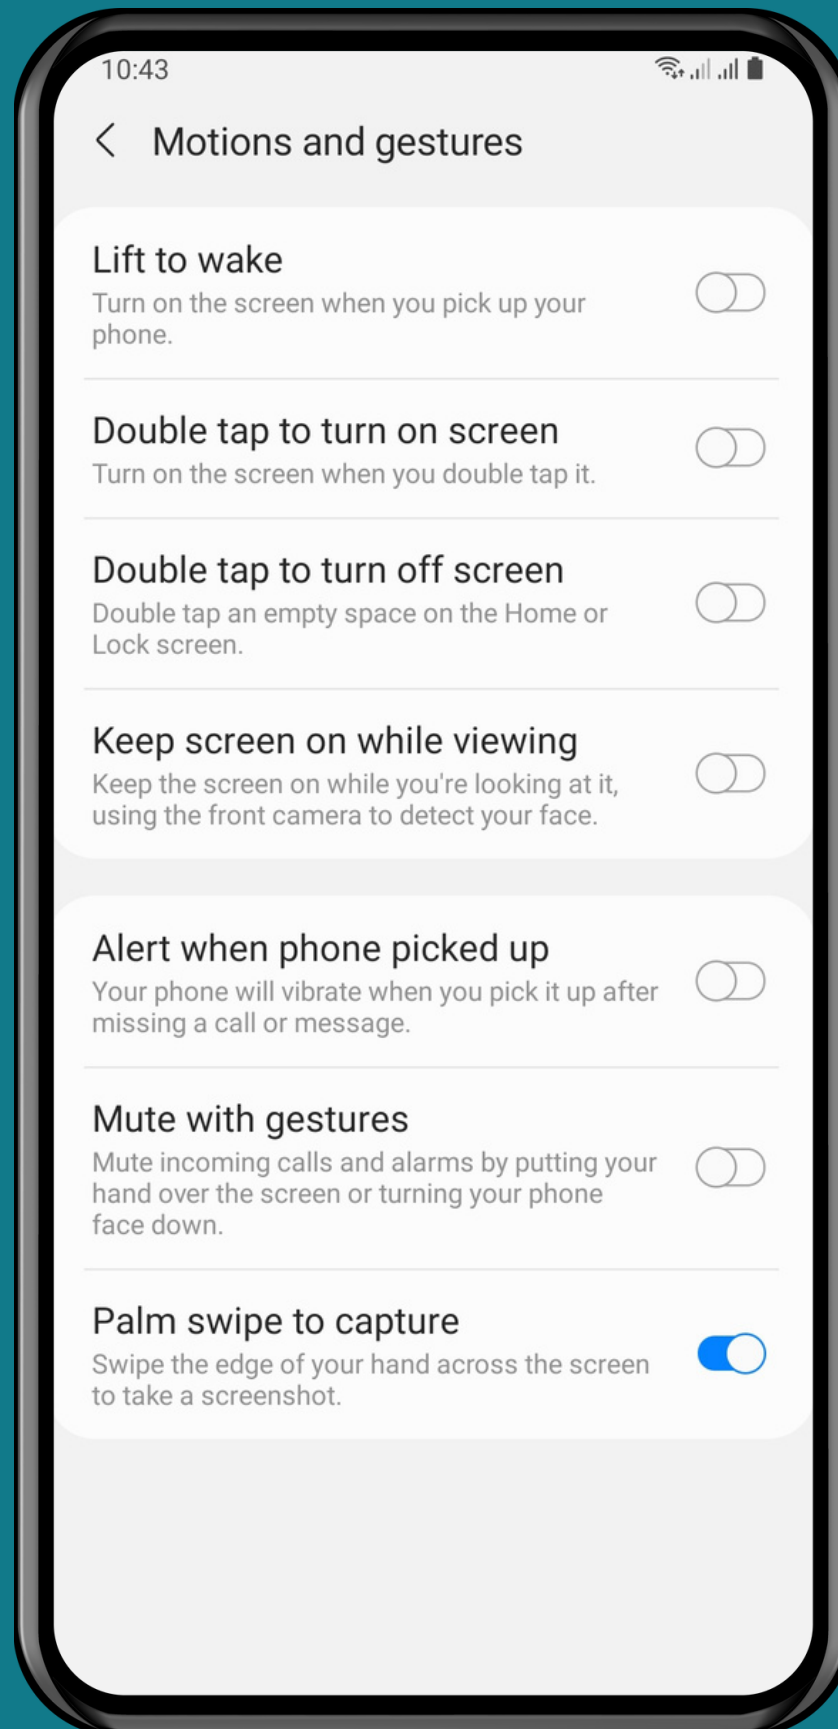 10:43
Motions and gestures
Lift to wake
Turn on the screen when you pick up your
phone.
Double tap to turn on screen
Turn on the screen when you double tap it.
Double tap to turn off screen
Double tap an empty space on the Home or
Lock screen.
Keep screen on while viewing
Keep the screen on while you're looking at it,
using the front camera to detect your face.
Alert when phone picked up
Your phone will vibrate when you pick it up after
missing a call or message.
Mute with gestures
Mute incoming calls and alarms by putting your
hand over the screen or turning your phone
face down.
Palm swipe to capture
Swipe the edge of your hand across the screen
to take a screenshot.